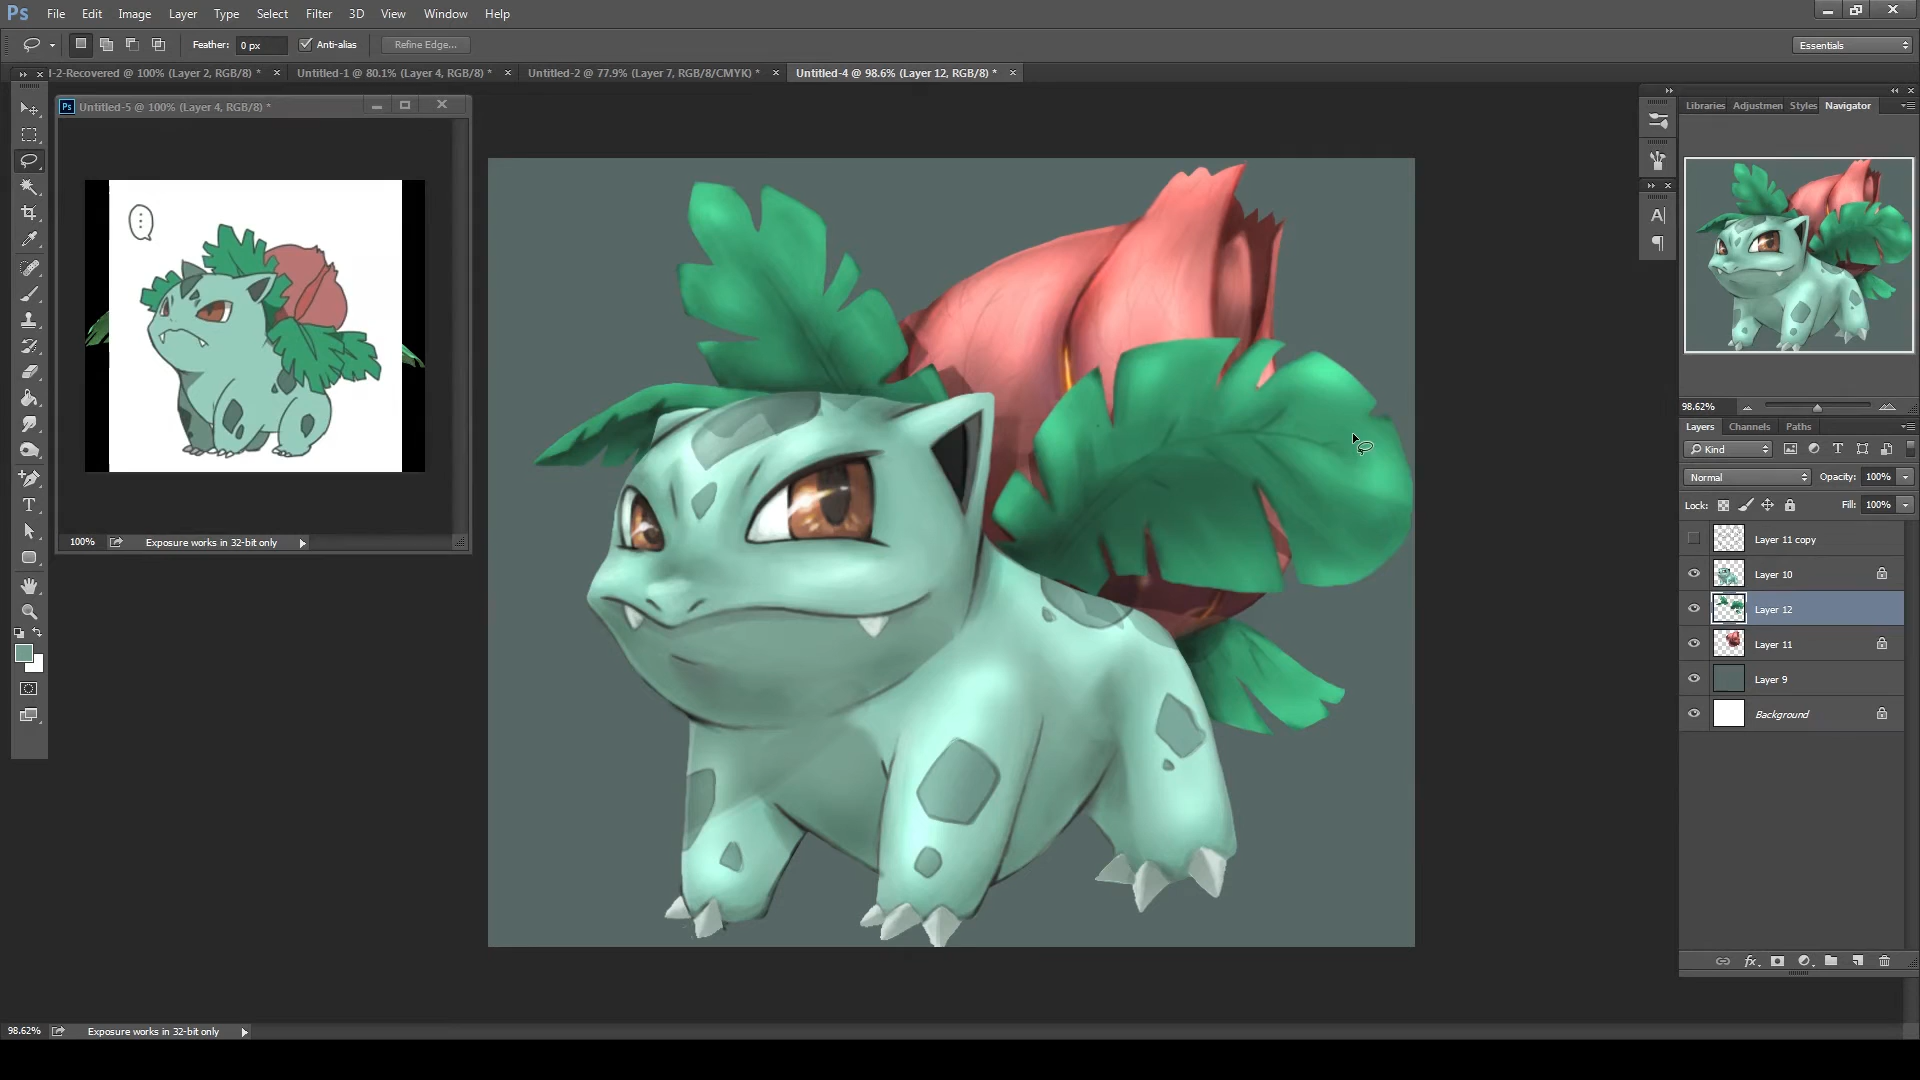 Ps File Edit Image Layer Type Select Filter 3D View Window Help
Feather: 0 px Anti-alias Refine Edge... Essentials
l-2-Recovered @ 100% (Layer 2, RGB/8) * Untitled-1 @ 80.1% (Layer 4, RGB/8) * Untitled-2 @ 77.9% (Layer 7, RGB/8/CMYK) * Untitled-4 @ 98.6% (Layer 12, RGB/8) *
Ps Untitled-5 @ 100% (Layer 4, RGB/8) *
100% Exposure works in 32-bit only
Libraries Adjustmen Styles Navigator
98.62%
Layers Channels Paths
Kind
Normal Opacity: 100%
Lock: Fill: 100%
Layer 11 copy
Layer 10
Layer 12
Layer 11
Layer 9
Background
98.62% Exposure works in 32-bit only